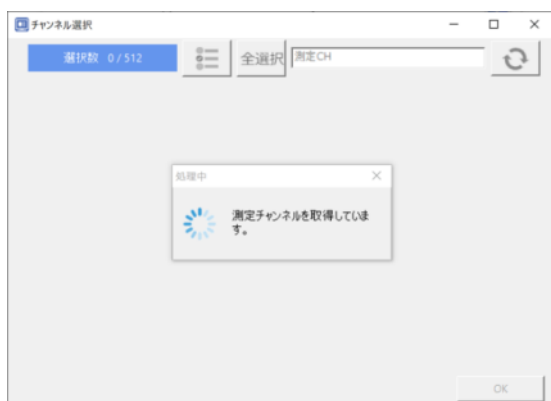 チャンネル選択
選択数 0/512
全選択
測定CH
処理中
測定チャンネルを取得していま
す。
OK